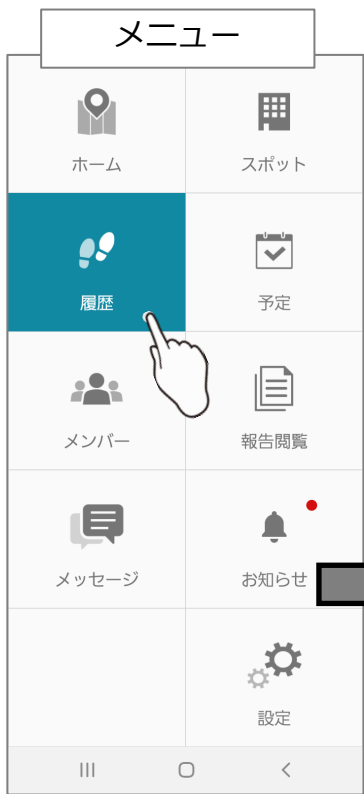 メニュー
ホーム
スポット
履歴
予定
メンバー
報告閲覧
メッセージ
お知らせ
設定